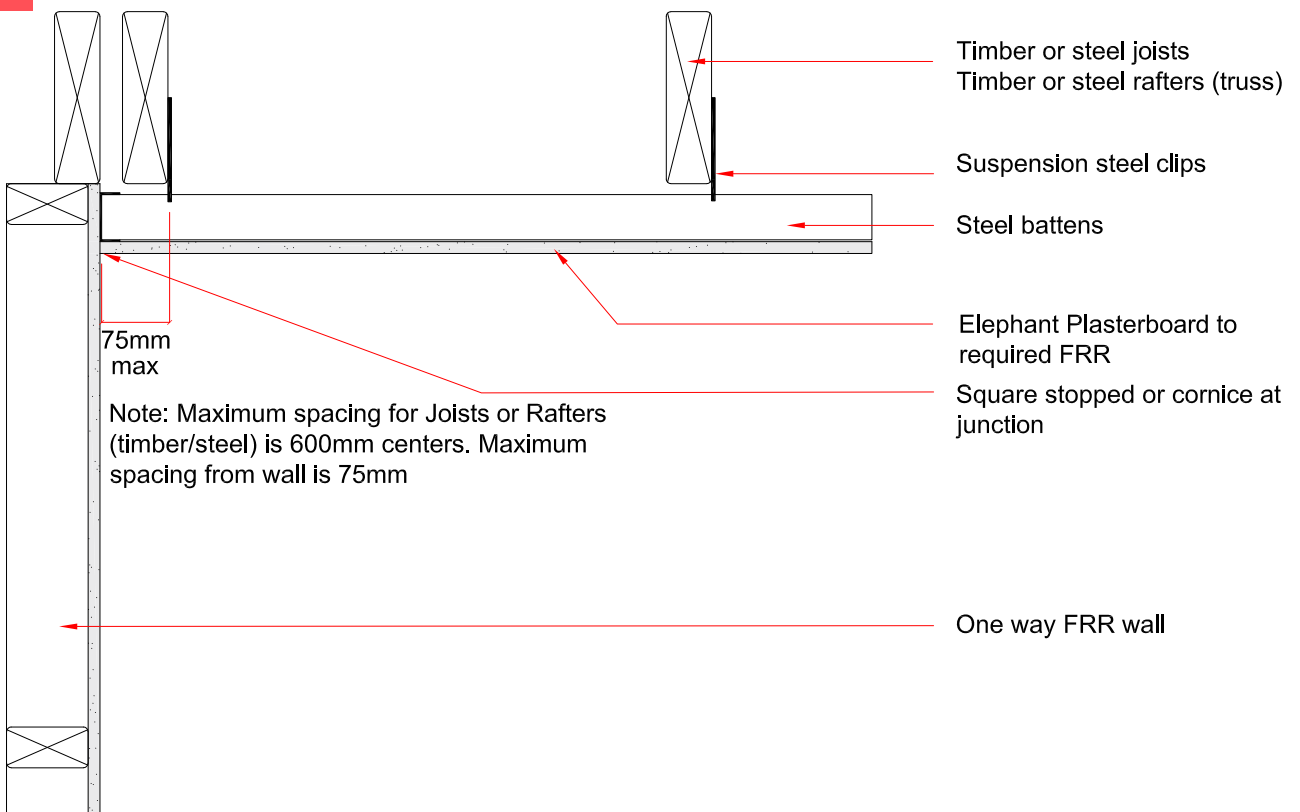 Timber or steel joists
Timber or steel rafters (truss)
Suspension steel clips
Steel battens
Elephant Plasterboard to
required FRR
Square stopped or cornice at
junction
75mm
max
Note: Maximum spacing for Joists or Rafters
(timber/steel) is 600mm centers. Maximum
spacing from wall is 75mm
One way FRR wall